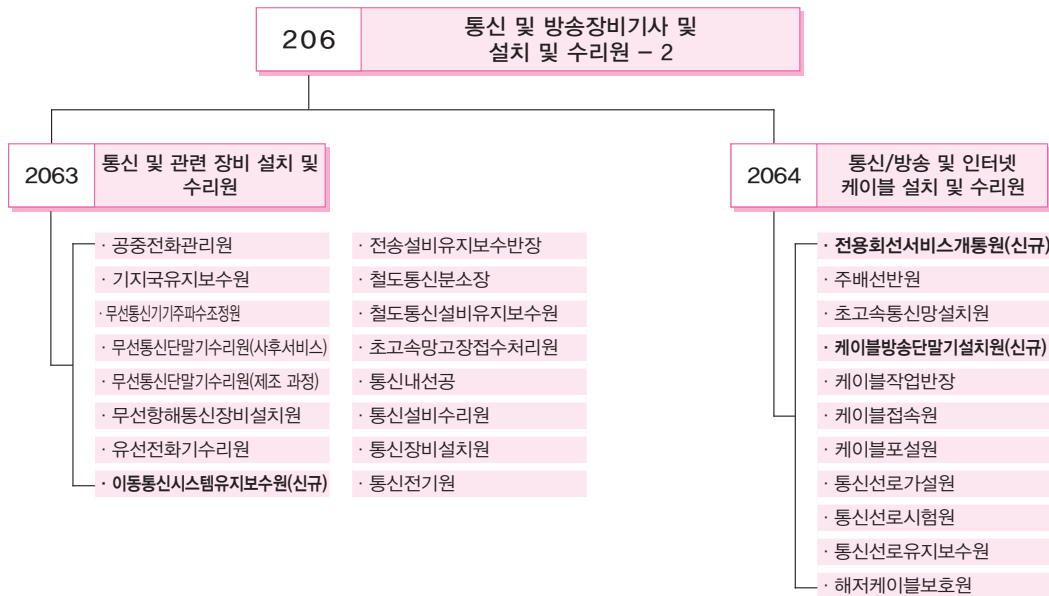 206
통신 및 방송장비기사 및
설치 및 수리원 – 2
2063
통신 및 관련 장비 설치 및
수리원
· 공중전화관리원
· 기지국유지보수원
· 무선통신기기주파수조정원
· 무선통신단말기수리원(사후서비스)
· 무선통신단말기수리원(제조 과정)
· 무선항해통신장비설치원
· 유선전화기수리원
· 이동통신시스템유지보수원(신규)
· 전송설비유지보수반장
· 철도통신분소장
· 철도통신설비유지보수원
· 초고속망고장접수처리원
· 통신내선공
· 통신설비수리원
· 통신장비설치원
· 통신전기원
2064
통신/방송 및 인터넷
케이블 설치 및 수리원
· 전용회선서비스개통원(신규)
· 주배선반원
· 초고속통신망설치원
· 케이블방송단말기설치원(신규)
· 케이블작업반장
· 케이블접속원
· 케이블포설원
· 통신선로가설원
· 통신선로시험원
· 통신선로유지보수원
· 해저케이블보호원